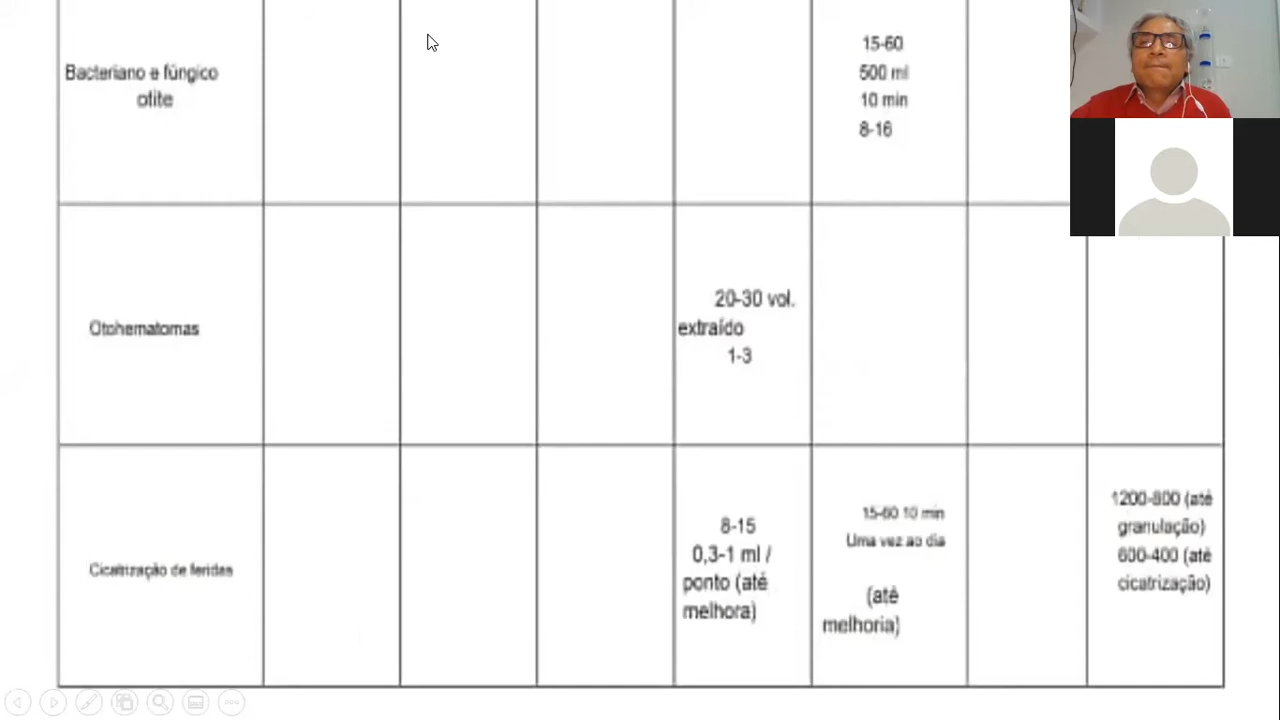 Bacteriano e fúngico
otite
15-60
500 ml
10 min
8-16
Otohematomas
20-30 vol.
extraído
1-3
Cicatrização de feridas
8-15
0,3-1 ml /
ponto (até
melhora)
15-60 10 min
Uma vez ao dia
(até
melhoria)
1200-800 (até
granulação)
600-400 (até
cicatrização)